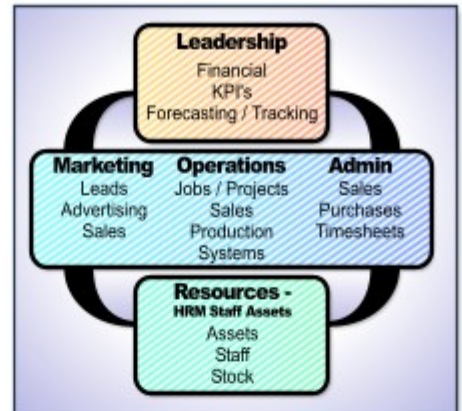 Leadership
Financial
KPI's
Forecasting / Tracking
Marketing
Leads
Advertising
Sales
Operations
Jobs / Projects
Sales
Production
Systems
Admin
Sales
Purchases
Timesheets
Resources -
HRM Staff Assets
Assets
Staff
Stock